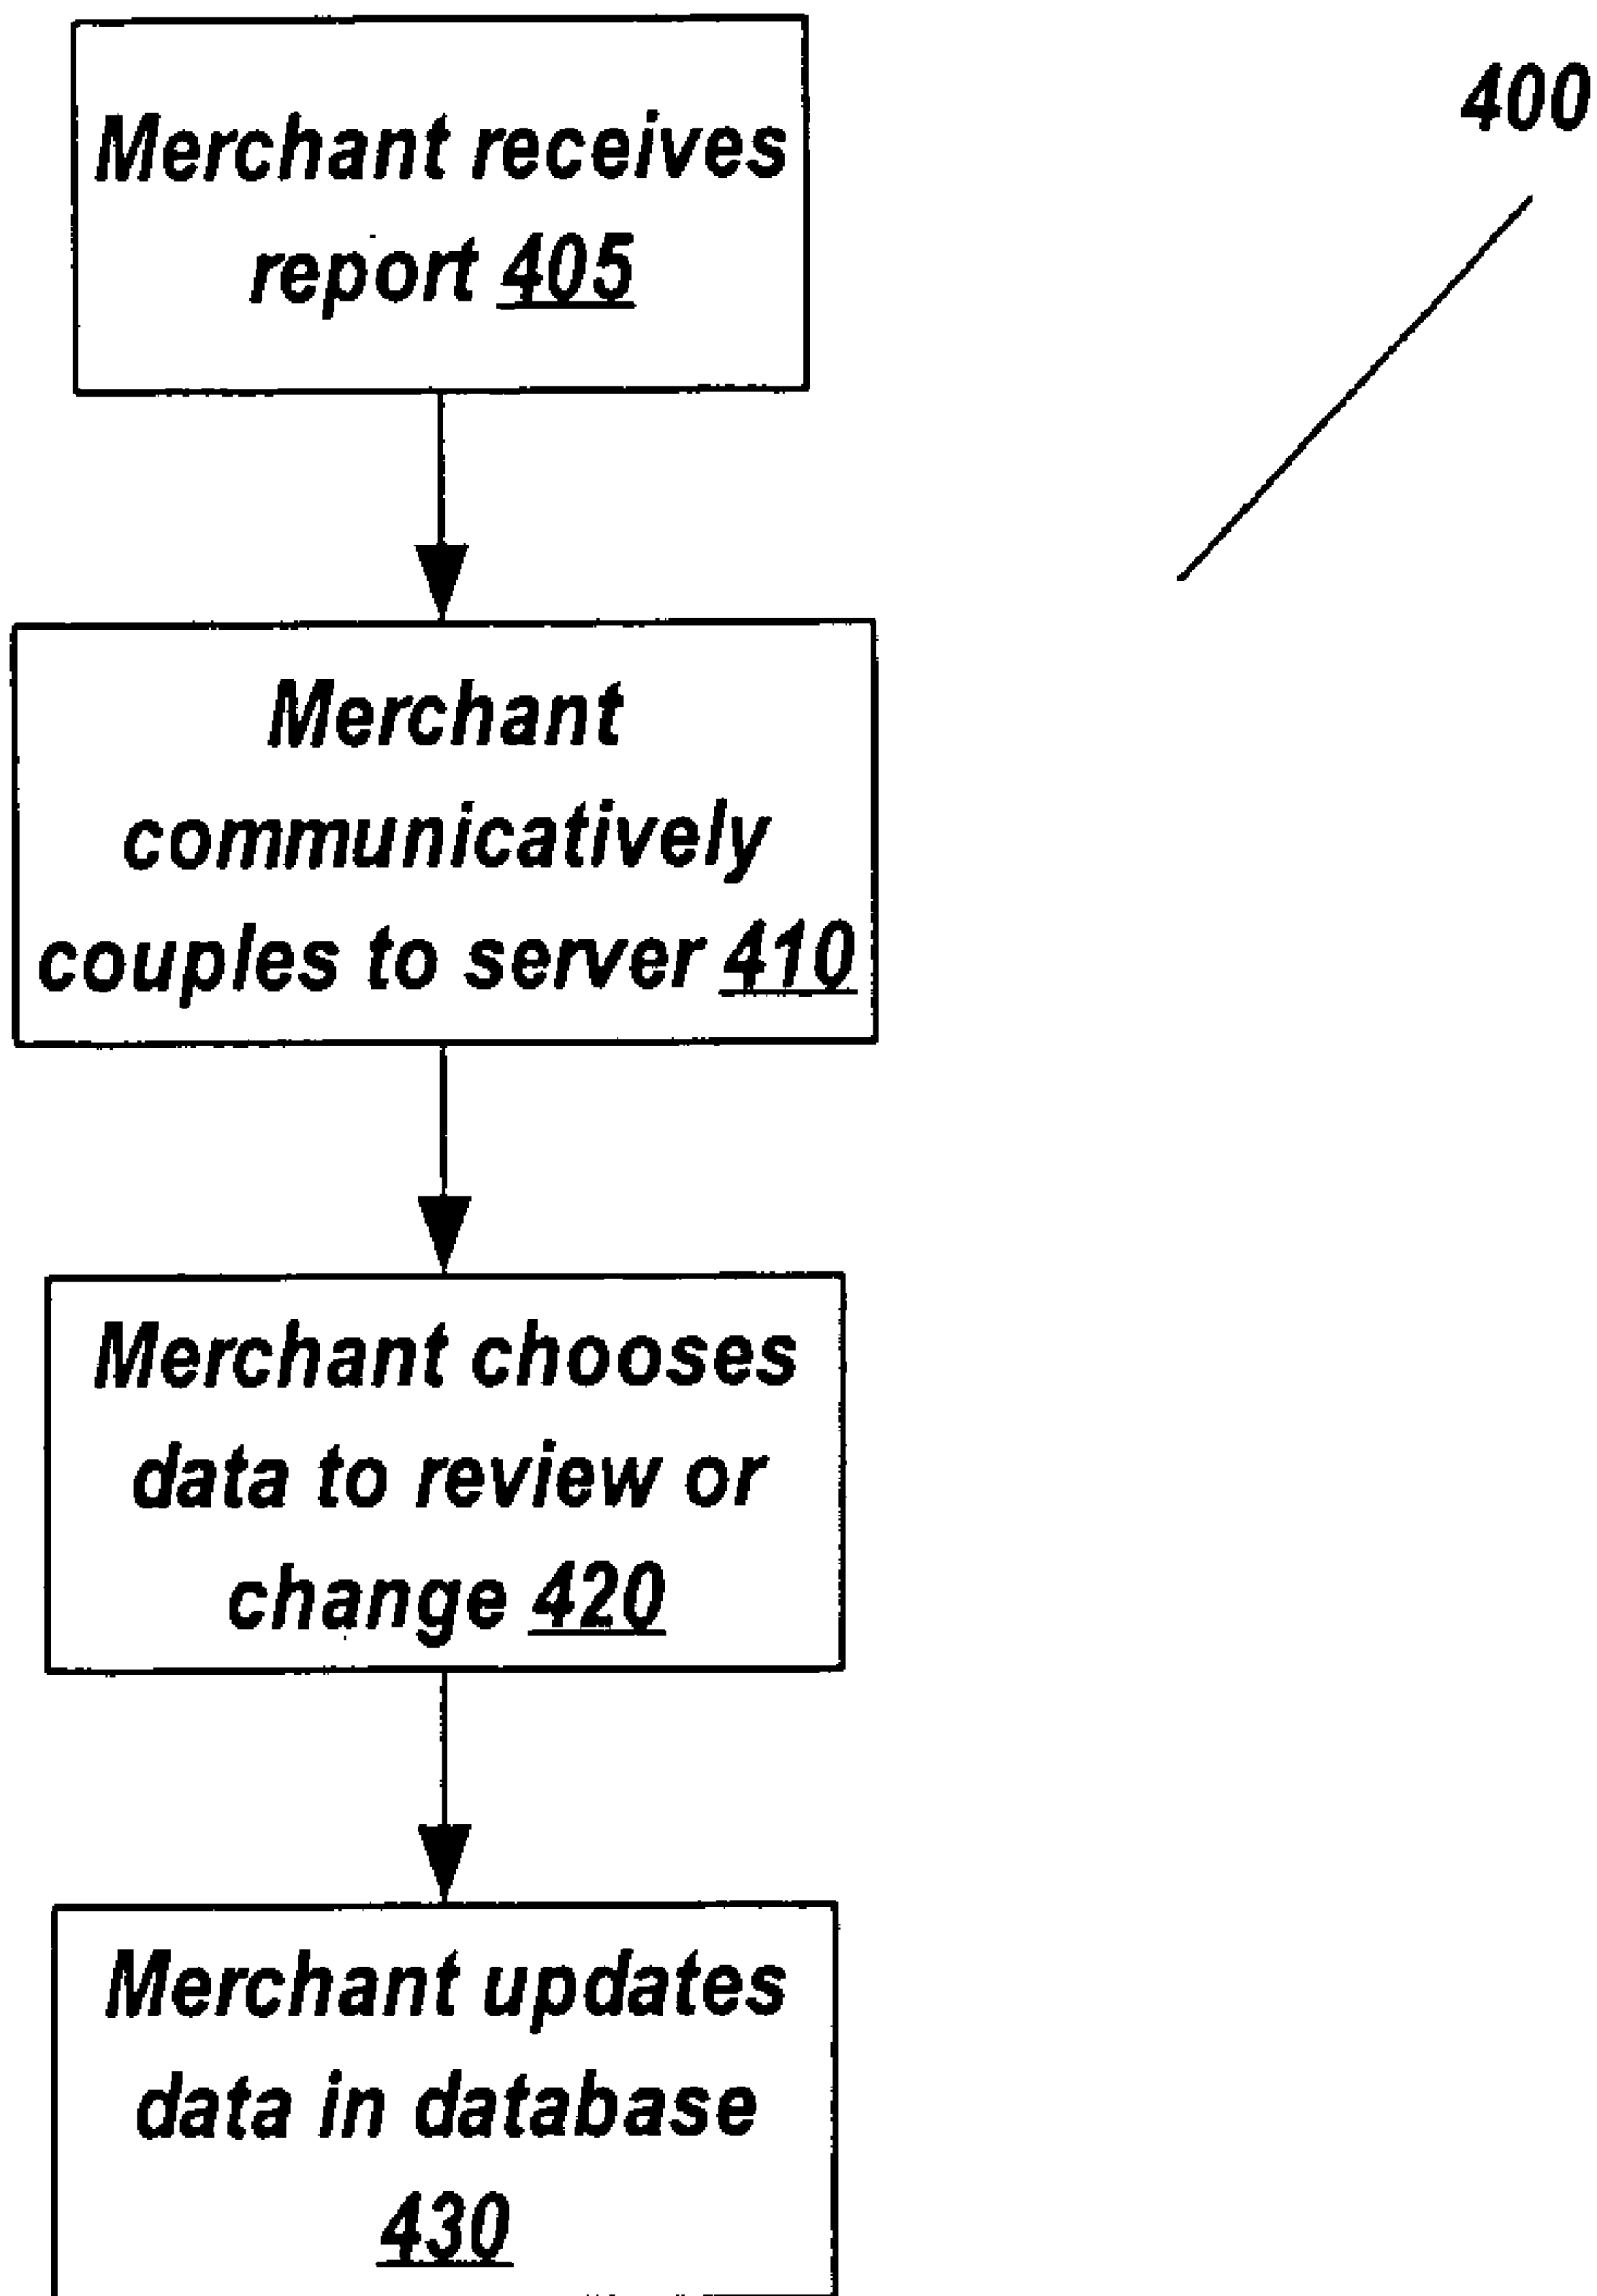 400
Merchant receives
report 405
Merchant
communicatively
couples to server 410
Merchant chooses
data to review or
change 420
Merchant updates
data in database
430